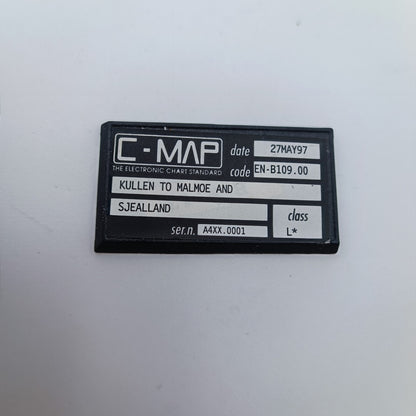 C-MAP date 27MAY97
THE ELECTRONIC CHART STANDARD code EN-B109.00
KULLEN TO MALMOE AND
SJEALLAND class
ser.n. A4XX.0001 L*